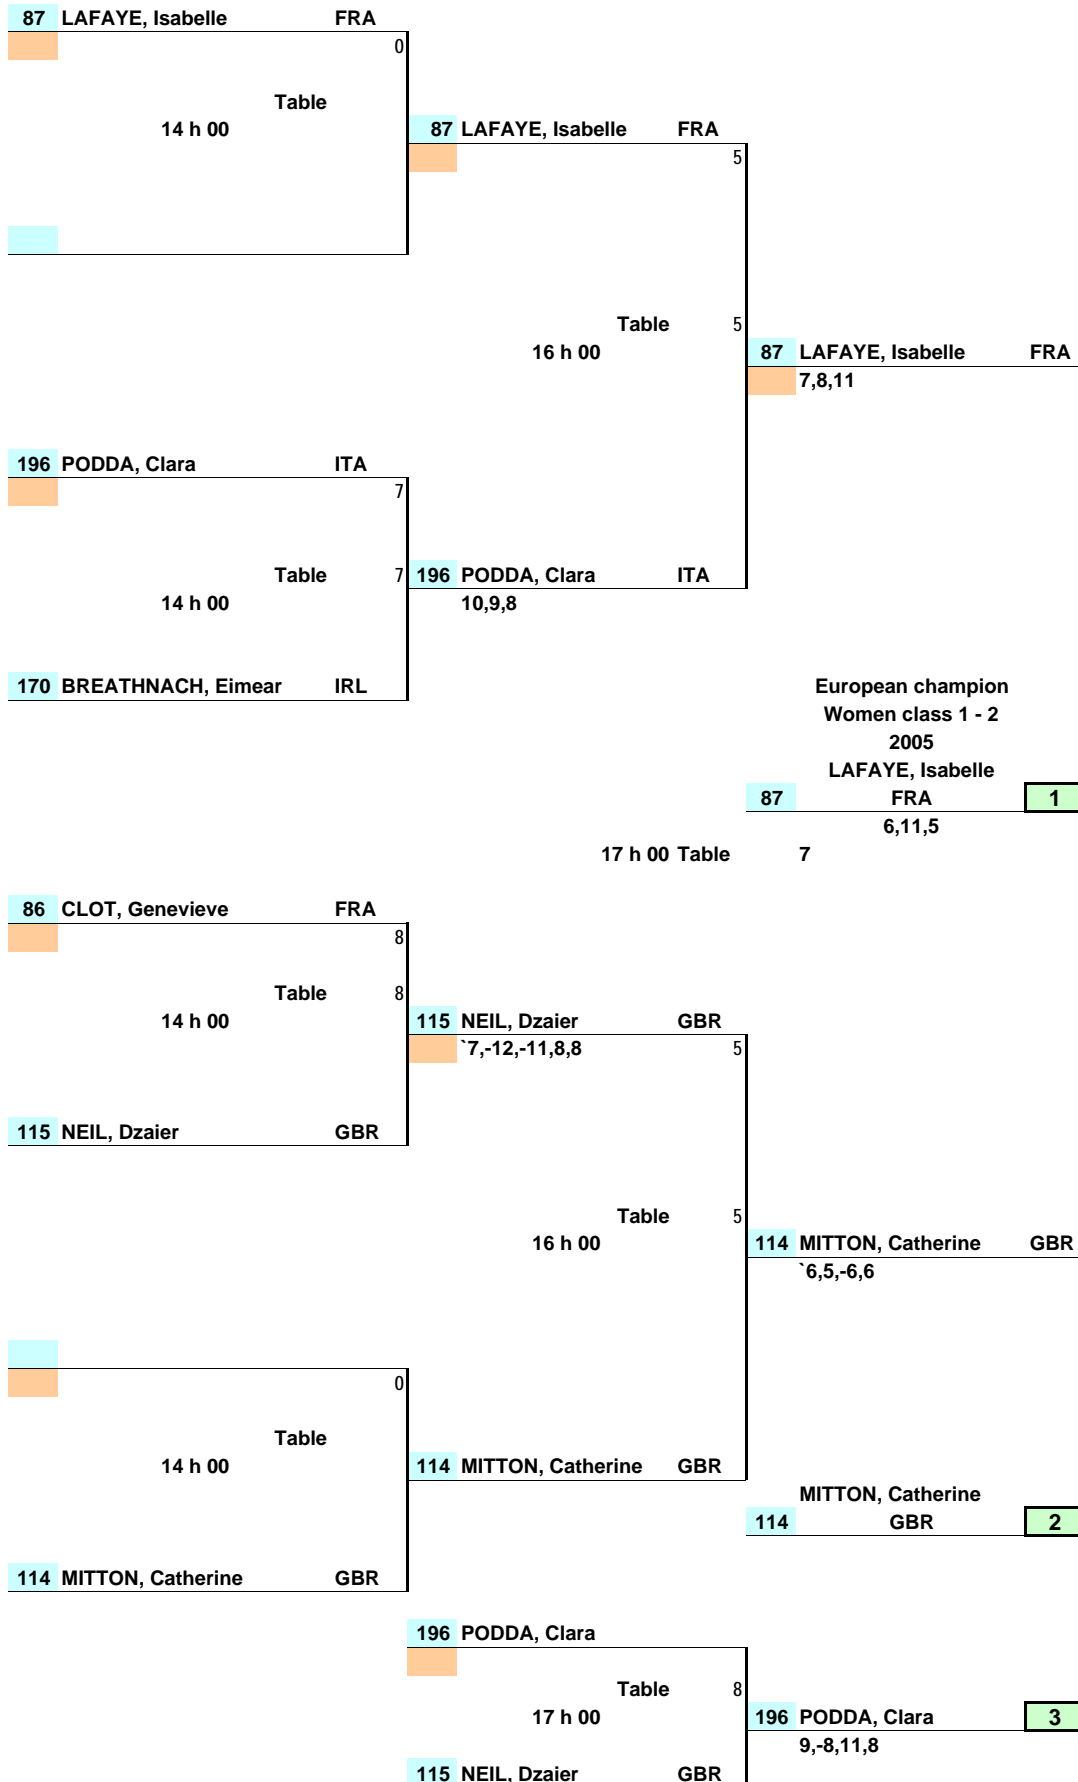 87 LAFAYE, Isabelle FRA
0
Table
14 h 00
87 LAFAYE, Isabelle FRA
5
Table 5
16 h 00
87 LAFAYE, Isabelle FRA
7,8,11
196 PODDA, Clara ITA
7
Table 7
196 PODDA, Clara ITA
14 h 00
10,9,8
170 BREATHNACH, Eimear IRL
European champion
Women class 1 - 2
2005
LAFAYE, Isabelle
87 FRA 1
6,11,5
17 h 00 Table 7
86 CLOT, Genevieve FRA
8
Table 8
14 h 00
115 NEIL, Dzaier GBR
`7,-12,-11,8,8
5
115 NEIL, Dzaier GBR
Table 5
16 h 00
114 MITTON, Catherine GBR
`6,5,-6,6
0
Table
14 h 00
114 MITTON, Catherine GBR
MITTON, Catherine
114 GBR 2
114 MITTON, Catherine GBR
196 PODDA, Clara
Table 8
17 h 00
196 PODDA, Clara 3
9,-8,11,8
115 NEIL, Dzaier GBR